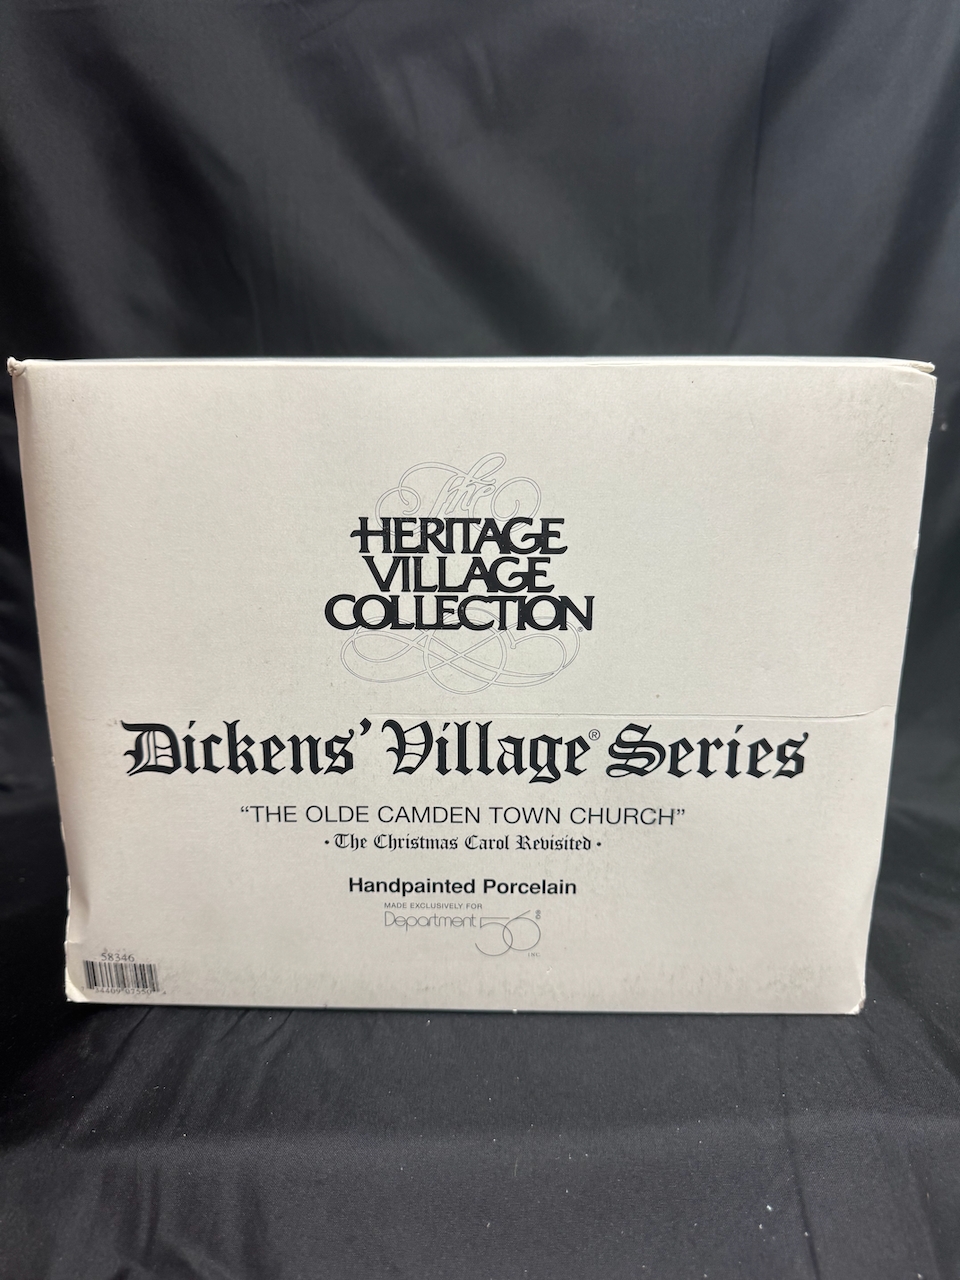 The
HERITAGE
VILLAGE
COLLECTION®
Dickens' Village® Series
"THE OLDE CAMDEN TOWN CHURCH"
• The Christmas Carol Revisited •
Handpainted Porcelain
MADE EXCLUSIVELY FOR
Department 56®
INC
58346